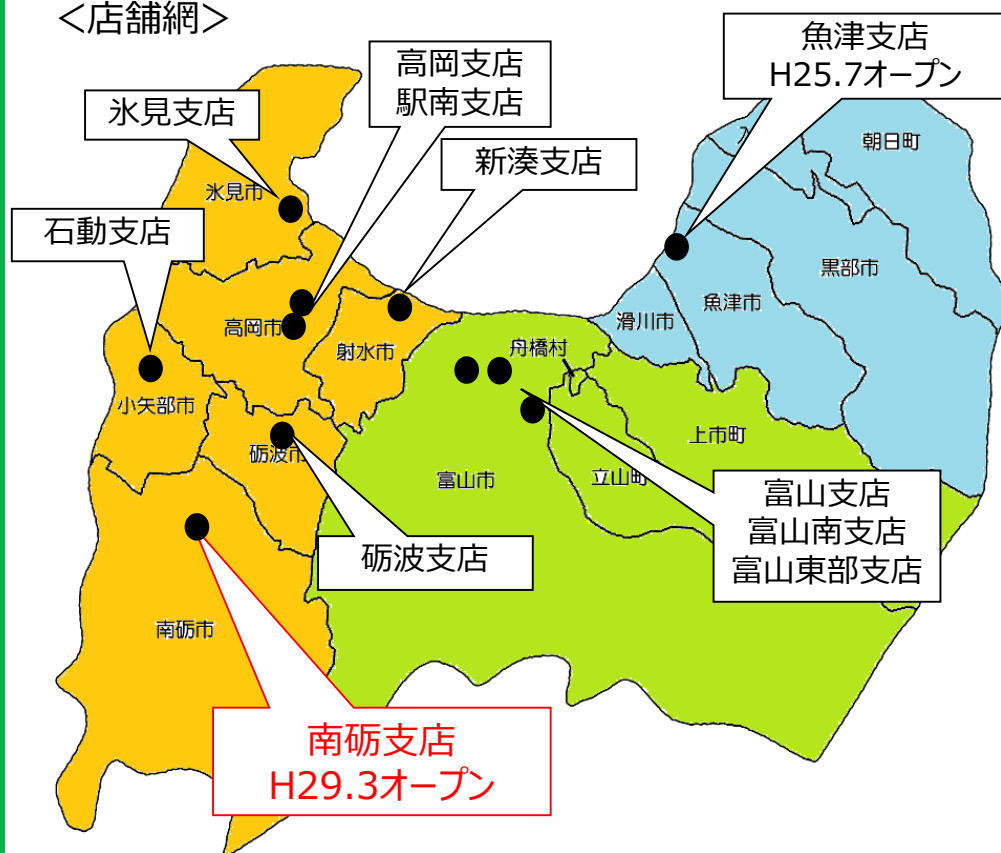 ＜店舗網＞
魚津支店
H25.7オープン
高岡支店
駅南支店
氷見支店
新湊支店
石動支店
朝日町
氷見市
黒部市
魚津市
滑川市
高岡市
射水市
舟橋村
小矢部市
上市町
砺波市
富山市
立山町
富山支店
富山南支店
富山東部支店
砺波支店
南砺市
南砺支店
H29.3オープン